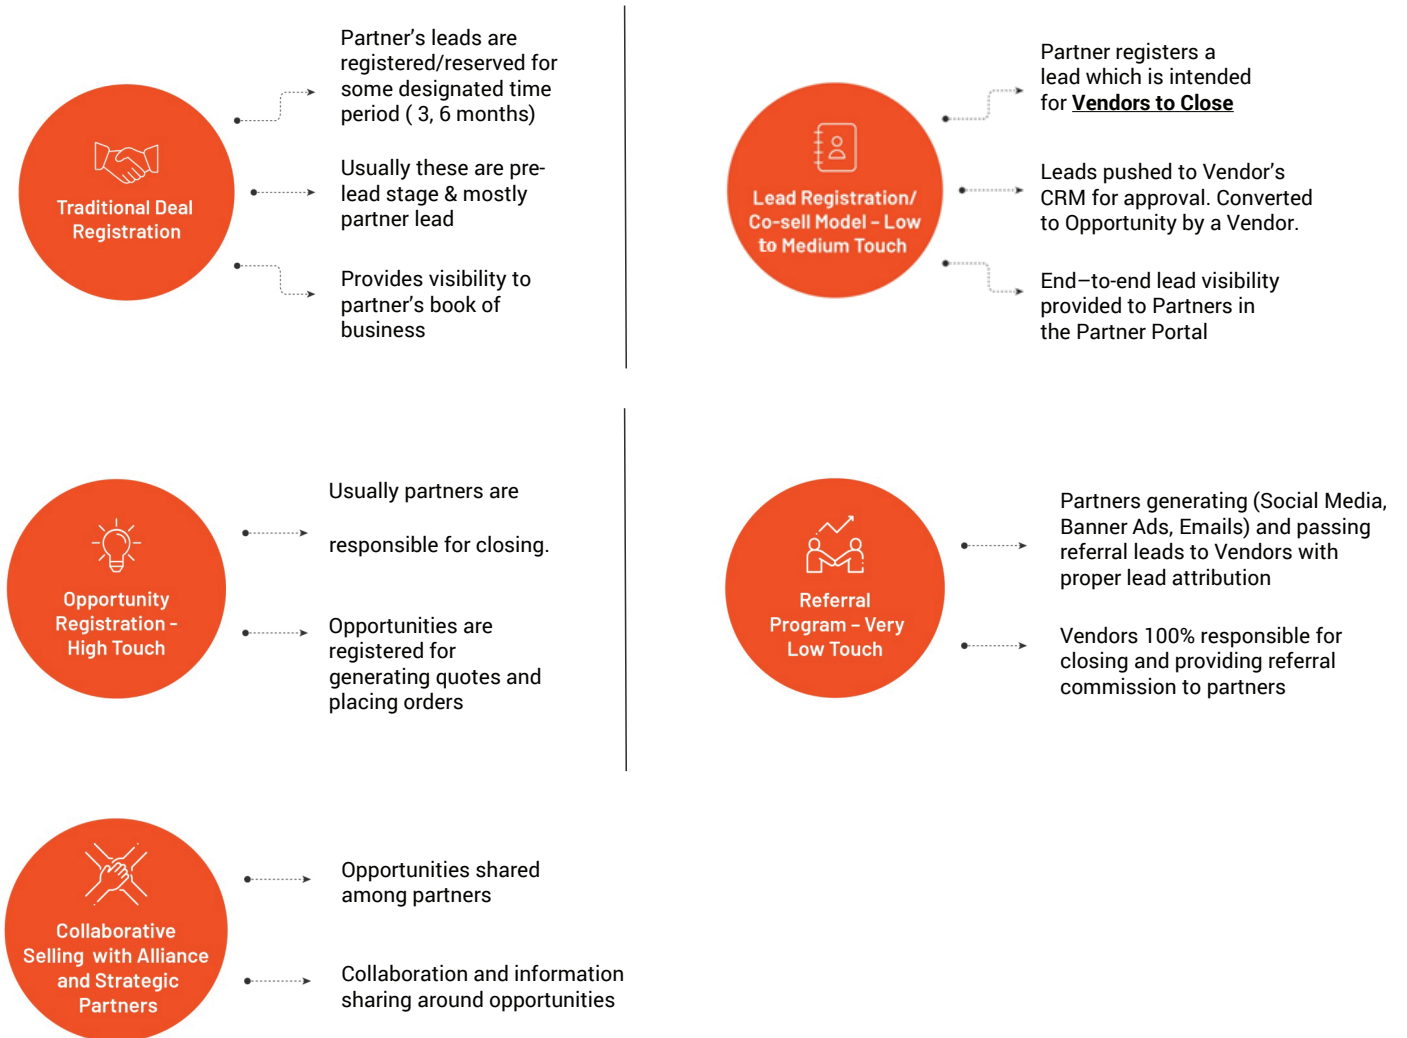 Traditional Deal
Registration
Partner's leads are
registered/reserved for
some designated time
period ( 3, 6 months)
Usually these are pre-
lead stage & mostly
partner lead
Provides visibility to
partner's book of
business
Lead Registration/
Co-sell Model – Low
to Medium Touch
Partner registers a
lead which is intended
for Vendors to Close
Leads pushed to Vendor's
CRM for approval. Converted
to Opportunity by a Vendor.
End–to-end lead visibility
provided to Partners in
the Partner Portal
Opportunity
Registration -
High Touch
Usually partners are
responsible for closing.
Opportunities are
registered for
generating quotes and
placing orders
Referral
Program – Very
Low Touch
Partners generating (Social Media,
Banner Ads, Emails) and passing
referral leads to Vendors with
proper lead attribution
Vendors 100% responsible for
closing and providing referral
commission to partners
Collaborative
Selling with Alliance
and Strategic
Partners
Opportunities shared
among partners
Collaboration and information
sharing around opportunities